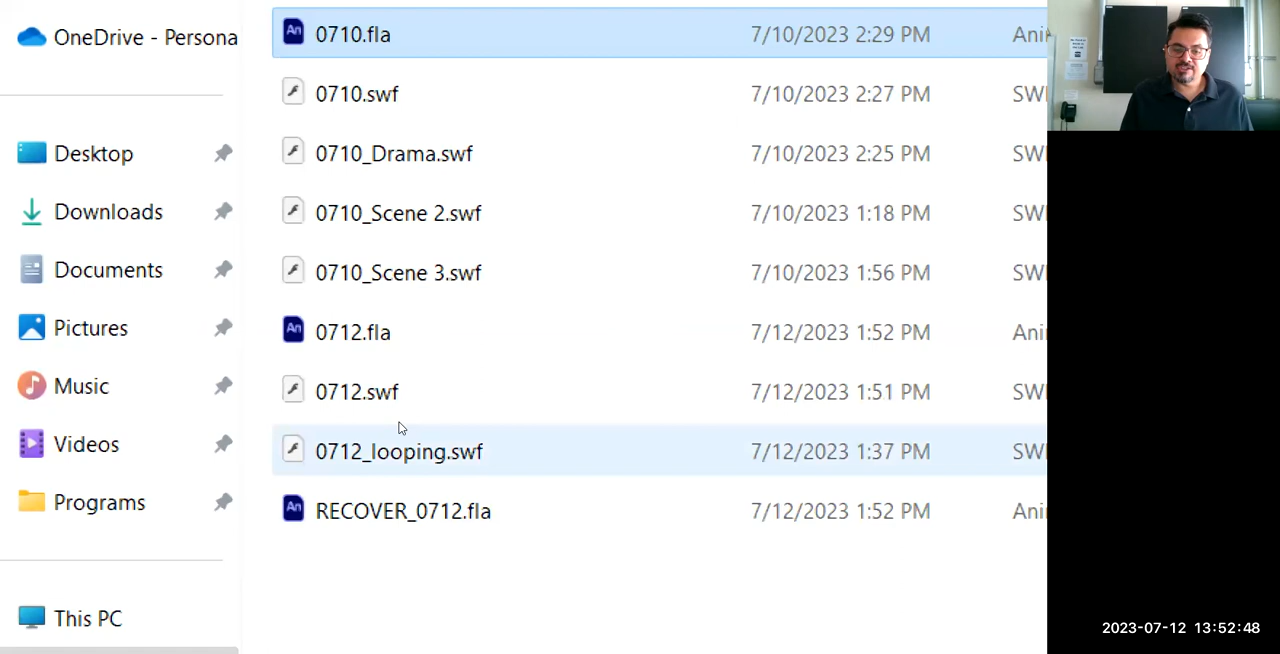 OneDrive - Persona
Desktop
Downloads
Documents
Pictures
Music
Videos
Programs
This PC
0710.fla 7/10/2023 2:29 PM Ani
0710.swf 7/10/2023 2:27 PM SW
0710_Drama.swf 7/10/2023 2:25 PM SW
0710_Scene 2.swf 7/10/2023 1:18 PM SW
0710_Scene 3.swf 7/10/2023 1:56 PM SW
An 0712.fla 7/12/2023 1:52 PM Ani
0712.swf 7/12/2023 1:51 PM SW
0712_looping.swf 7/12/2023 1:37 PM SW
An RECOVER_0712.fla 7/12/2023 1:52 PM Ani
2023-07-12 13:52:48